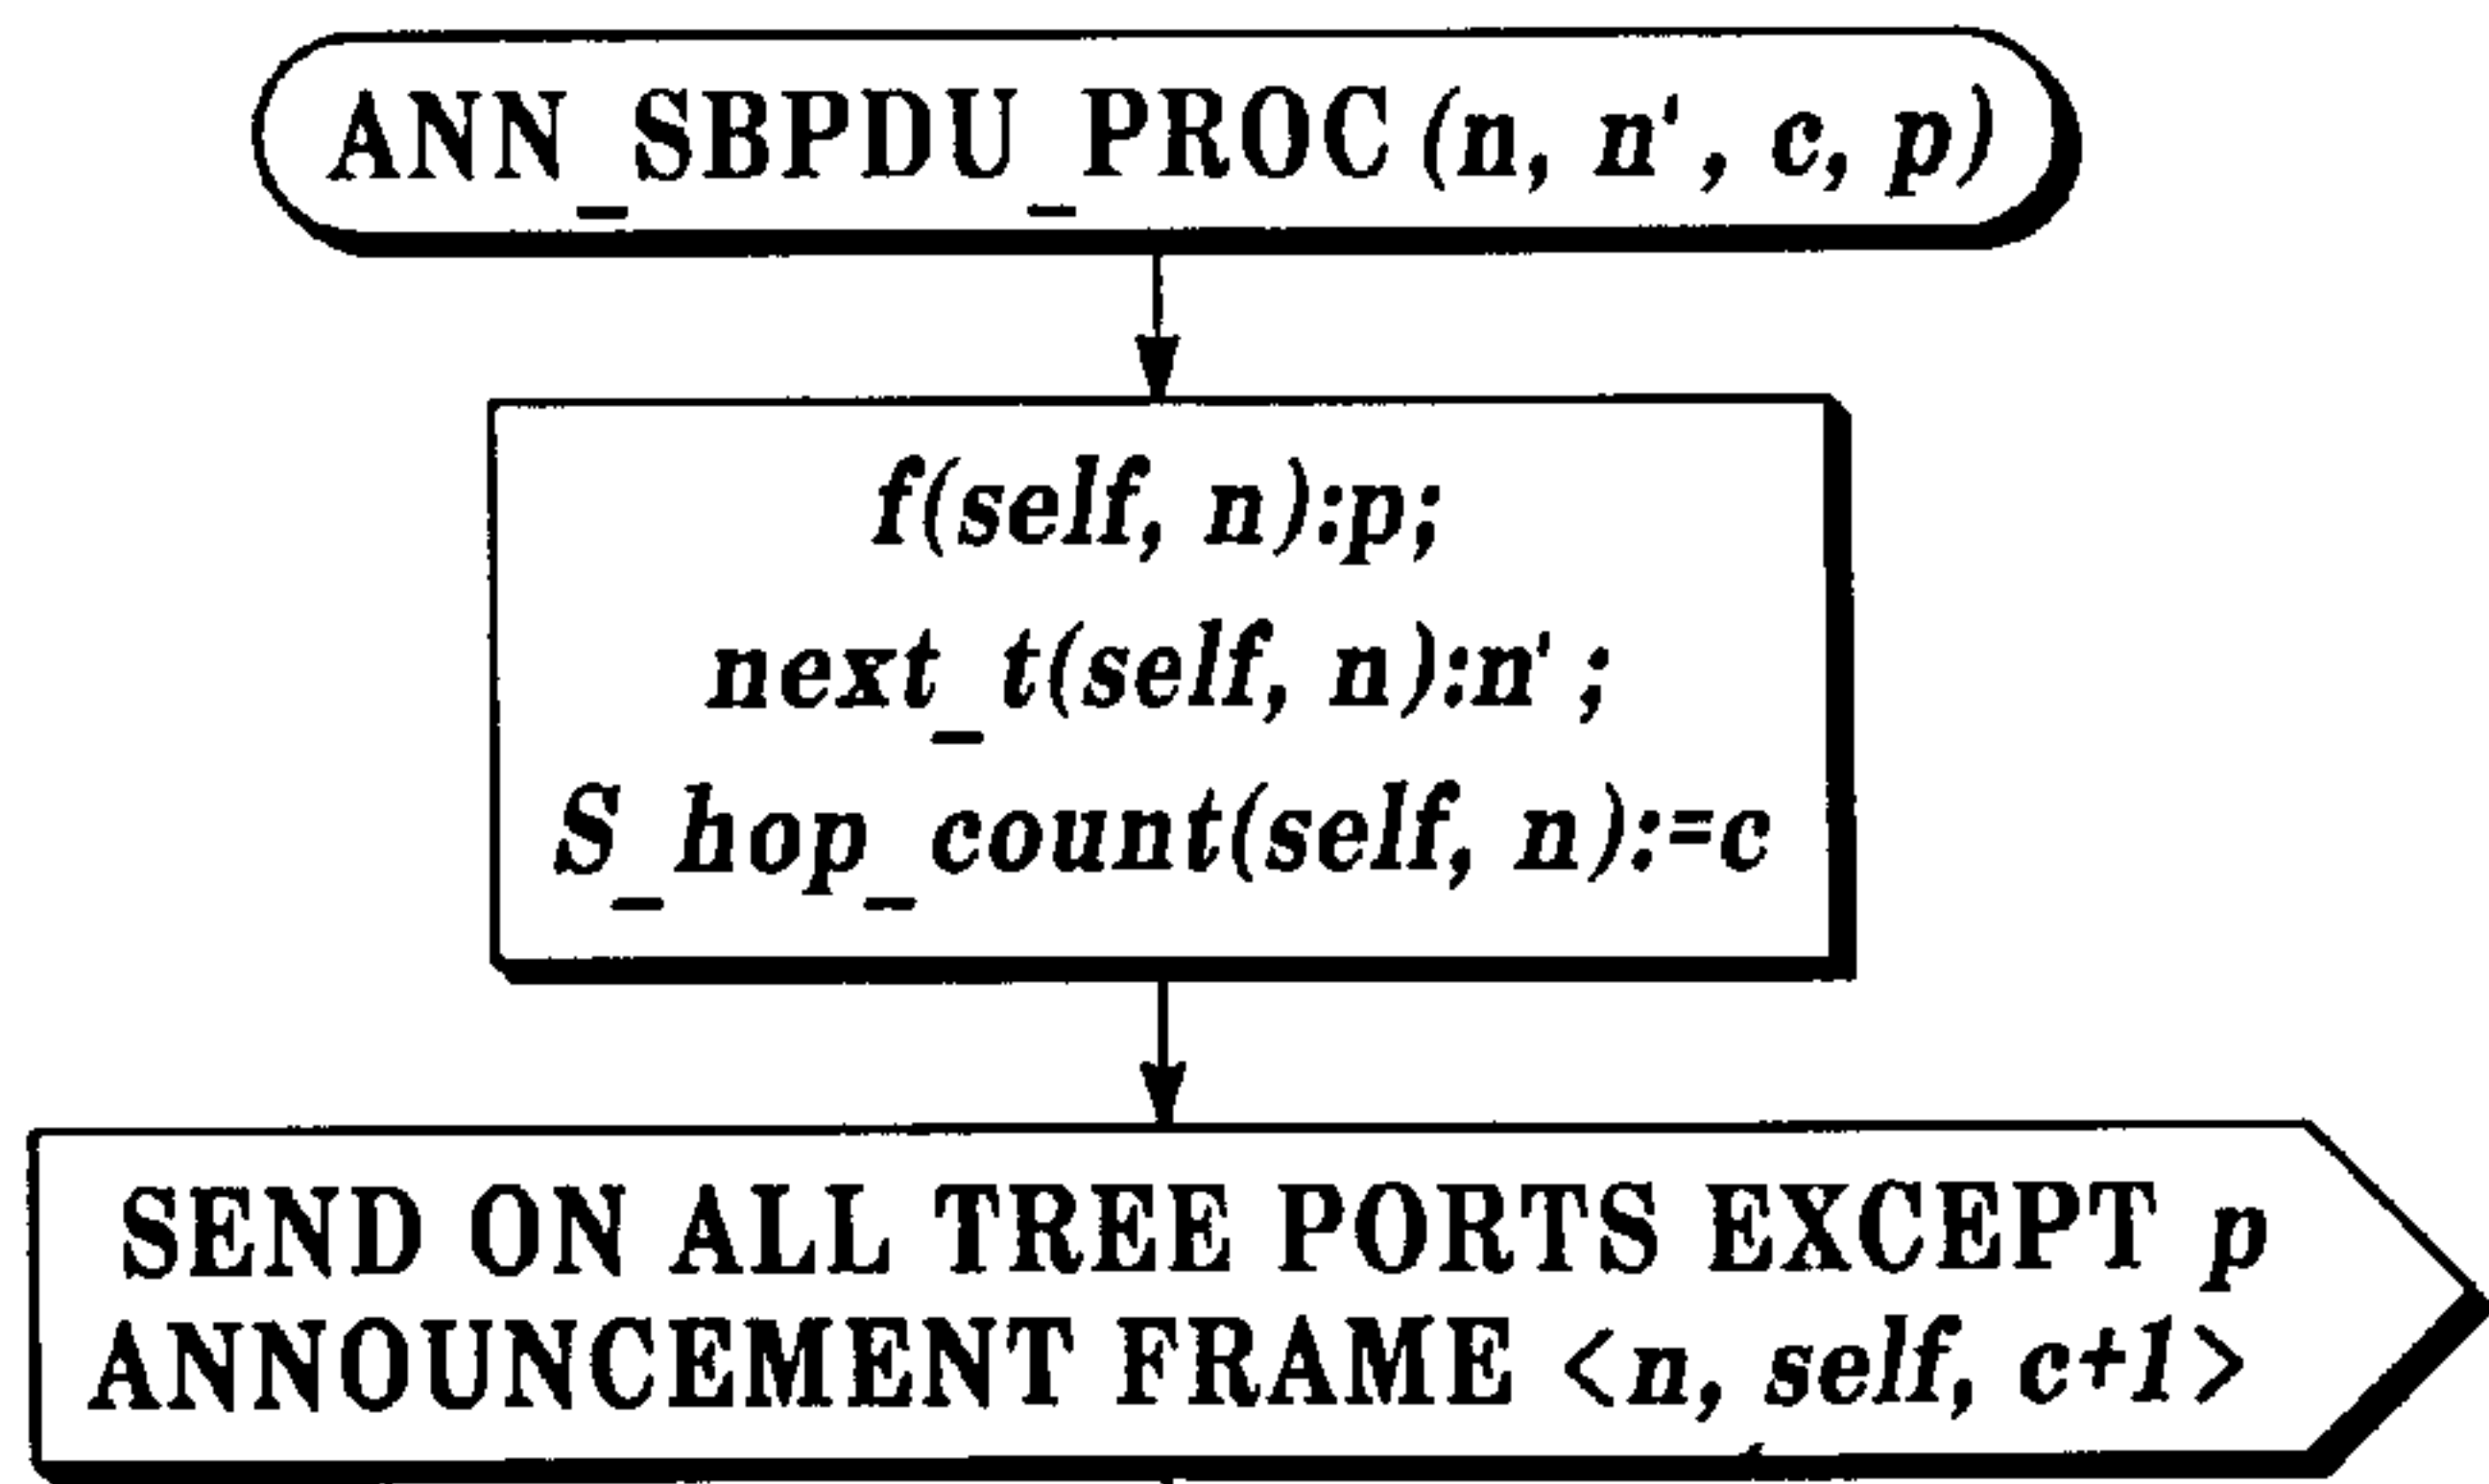 ANN_SBPDU_PROC (n, n', c, p)
f(self, n):p;
next_t(self, n):n';
S_hop_count(self, n):=c
SEND ON ALL TREE PORTS EXCEPT p
ANNOUNCEMENT FRAME <n, self, c+1>